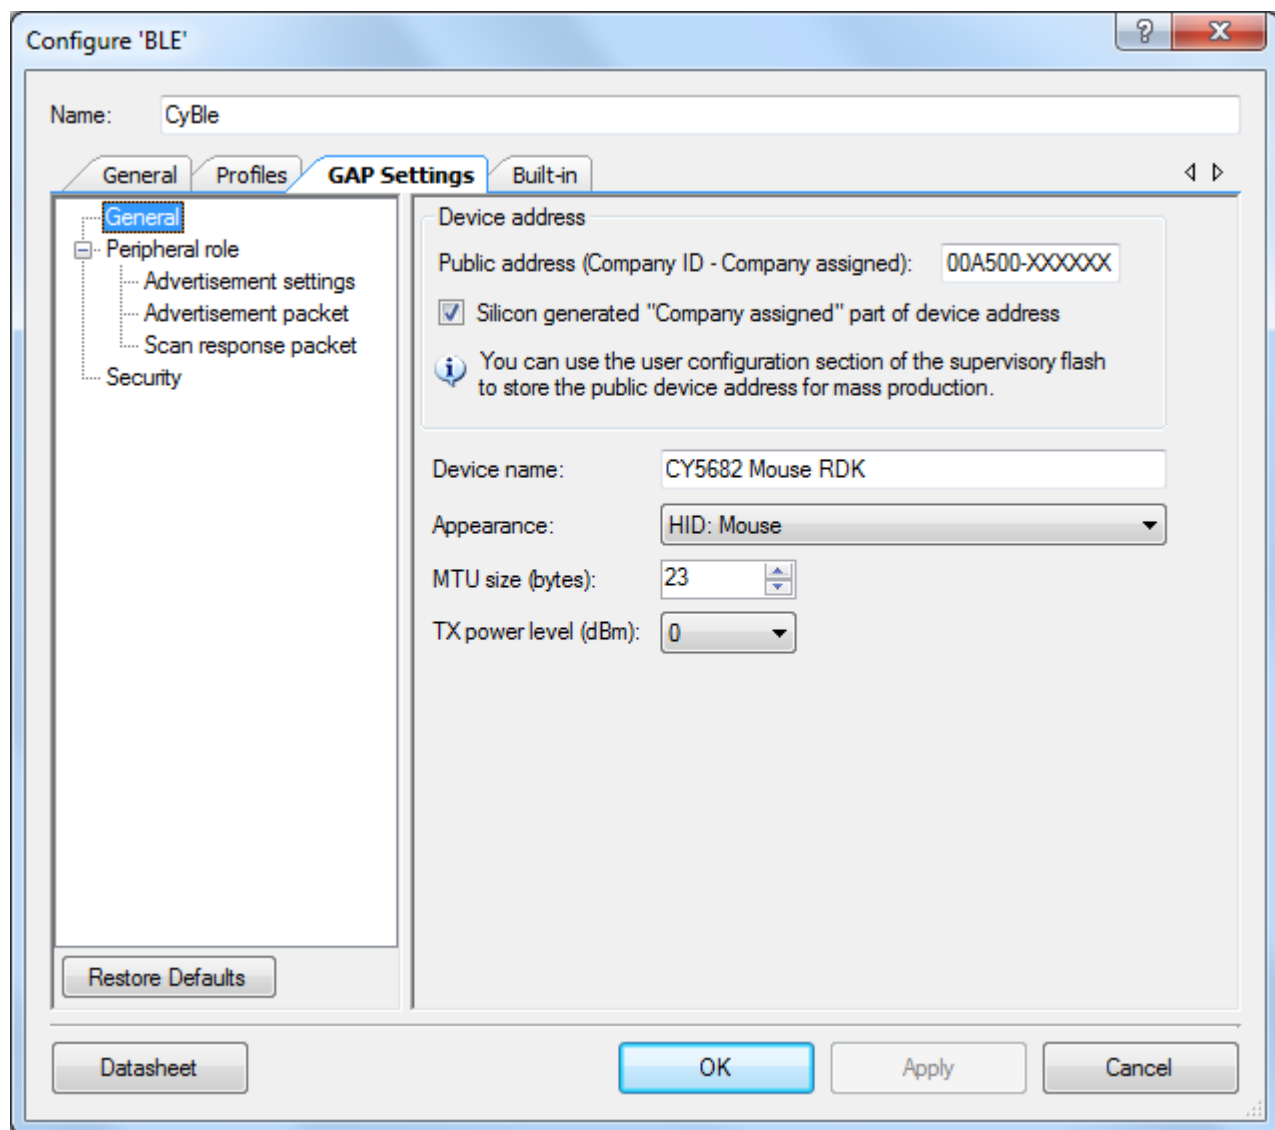 Configure 'BLE'
Name: CyBle
General Profiles GAP Settings Built-in
General
Peripheral role
Advertisement settings
Advertisement packet
Scan response packet
Security
Restore Defaults
Device address
Public address (Company ID - Company assigned): 00A500-XXXXXX
Silicon generated "Company assigned" part of device address
You can use the user configuration section of the supervisory flash
to store the public device address for mass production.
Device name: CY5682 Mouse RDK
Appearance: HID: Mouse
MTU size (bytes): 23
TX power level (dBm): 0
Datasheet OK Apply Cancel